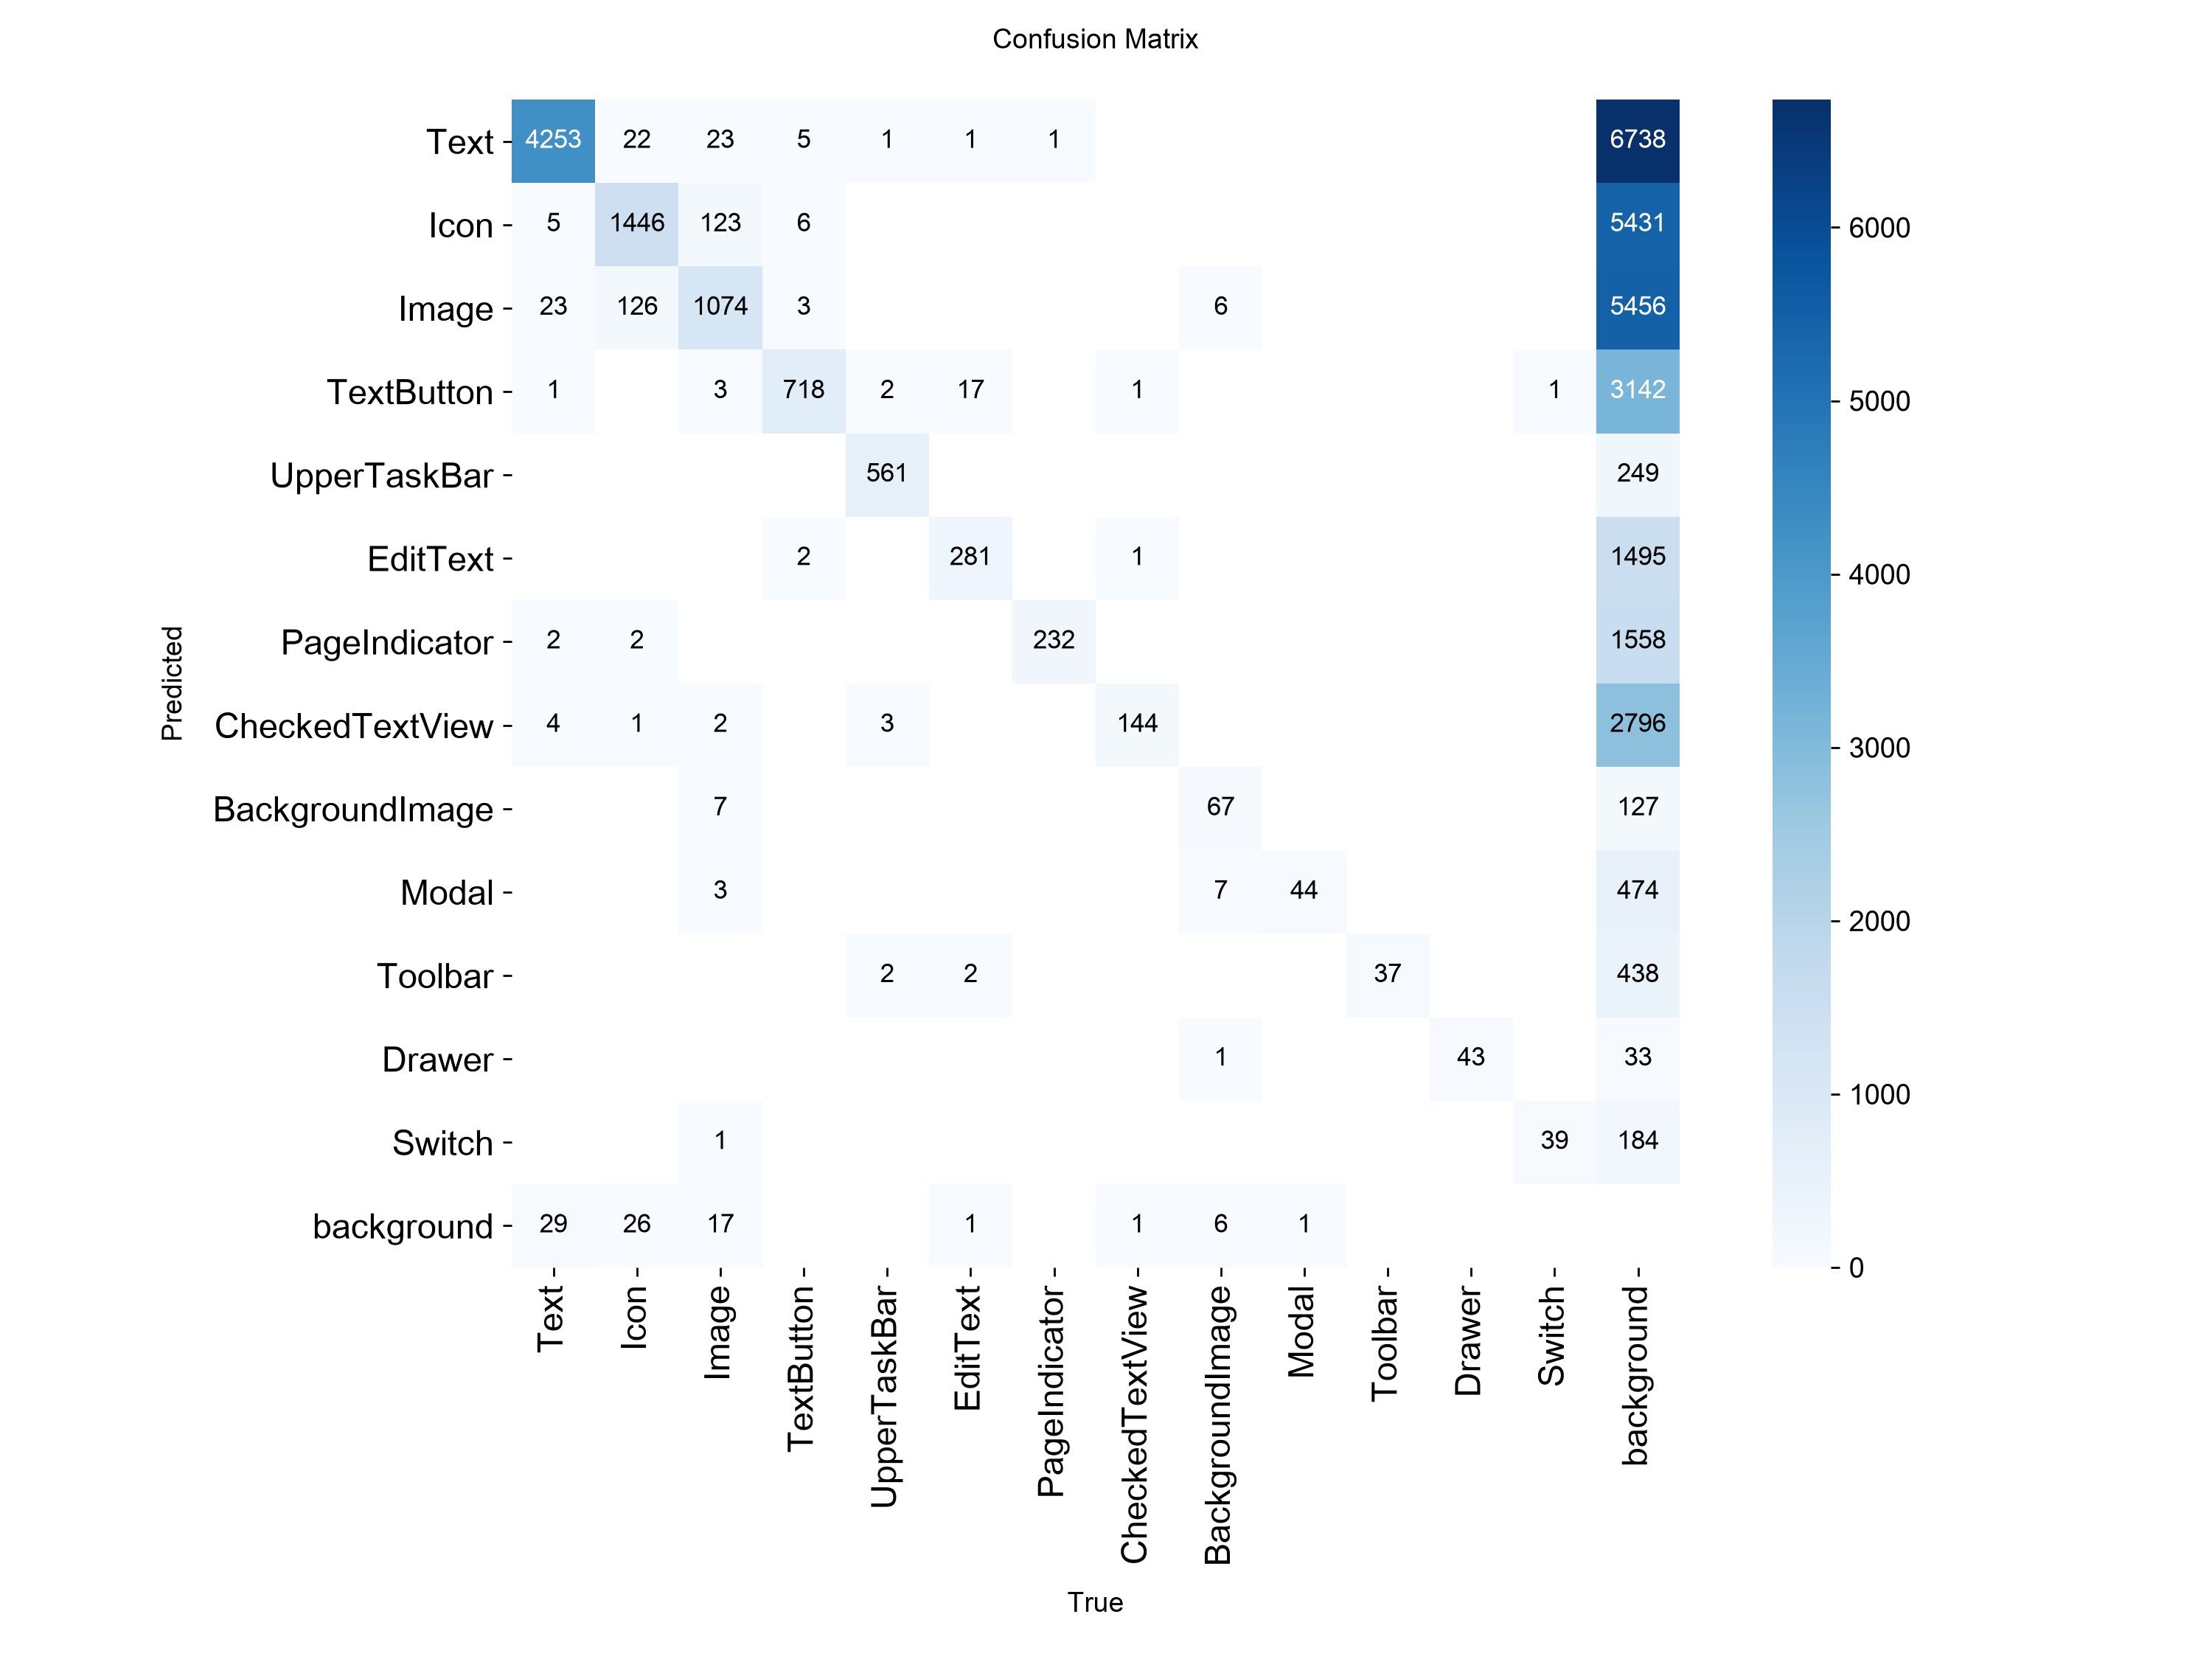 Confusion Matrix
Text 4253 22 23 5 1 1 1 6738
Icon 5 1446 123 6 5431
Image 23 126 1074 3 6 5456
TextButton 1 3 718 2 17 1 1 3142
UpperTaskBar 561 249
EditText 2 281 1 1495
PageIndicator 2 2 232 1558
CheckedTextView 4 1 2 3 144 2796
BackgroundImage 7 67 127
Modal 3 7 44 474
Toolbar 2 2 37 438
Drawer 1 43 33
Switch 1 39 184
background 29 26 17 1 1 6 1
Predicted
Text Icon Image TextButton UpperTaskBar EditText PageIndicator CheckedTextView BackgroundImage Modal Toolbar Drawer Switch background
True
6000
5000
4000
3000
2000
1000
0